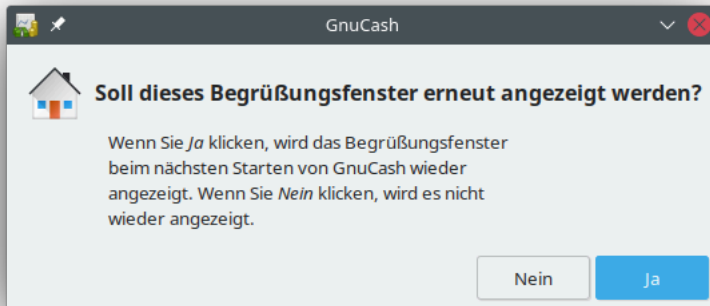 GnuCash
Soll dieses Begrüßungsfenster erneut angezeigt werden?
Wenn Sie Ja klicken, wird das Begrüßungsfenster
beim nächsten Starten von GnuCash wieder
angezeigt. Wenn Sie Nein klicken, wird es nicht
wieder angezeigt.
Nein
Ja